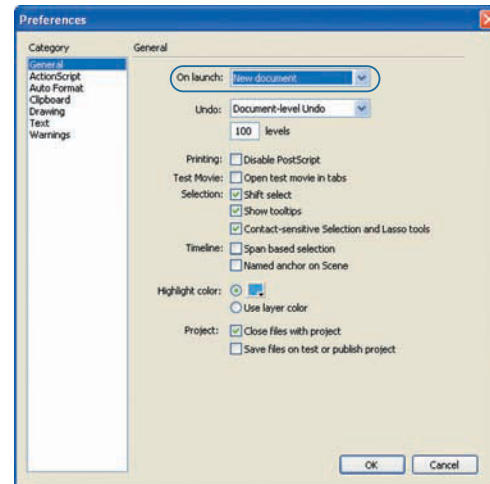 Preferences
Category
General
ActionScript
Auto Format
Clipboard
Drawing
Text
Warnings
General
On launch: New document
Undo: Document-level Undo
100 levels
Printing: Disable PostScript
Test Movie: Open test movie in tabs
Selection: Shift select
Show tooltips
Contact-sensitive Selection and Lasso tools
Timeline: Span based selection
Named anchor on Scene
Highlight color:
Use layer color
Project: Close files with project
Save files on test or publish project
OK Cancel